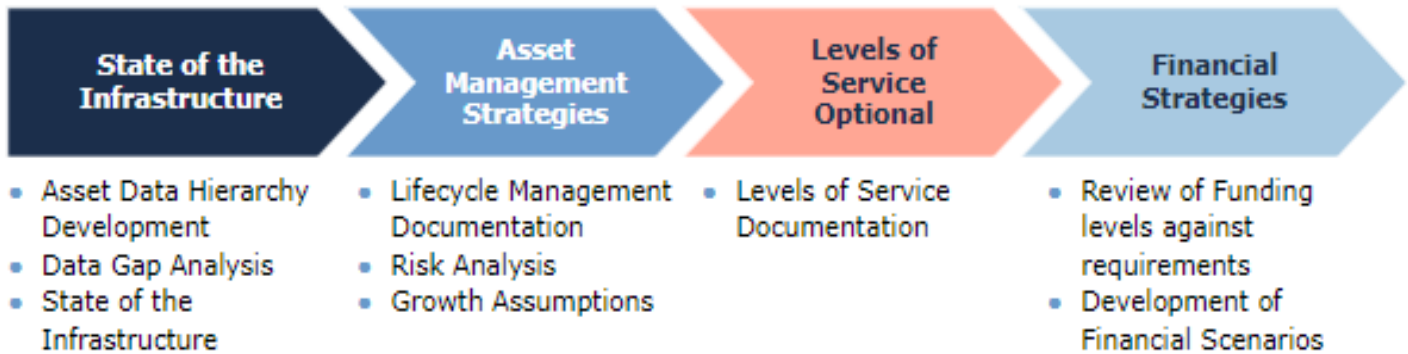 State of the
Infrastructure
Asset
Management
Strategies
Levels of
Service
Optional
Financial
Strategies
• Asset Data Hierarchy
Development
• Data Gap Analysis
• State of the
Infrastructure
• Lifecycle Management
Documentation
• Risk Analysis
• Growth Assumptions
• Levels of Service
Documentation
• Review of Funding
levels against
requirements
• Development of
Financial Scenarios